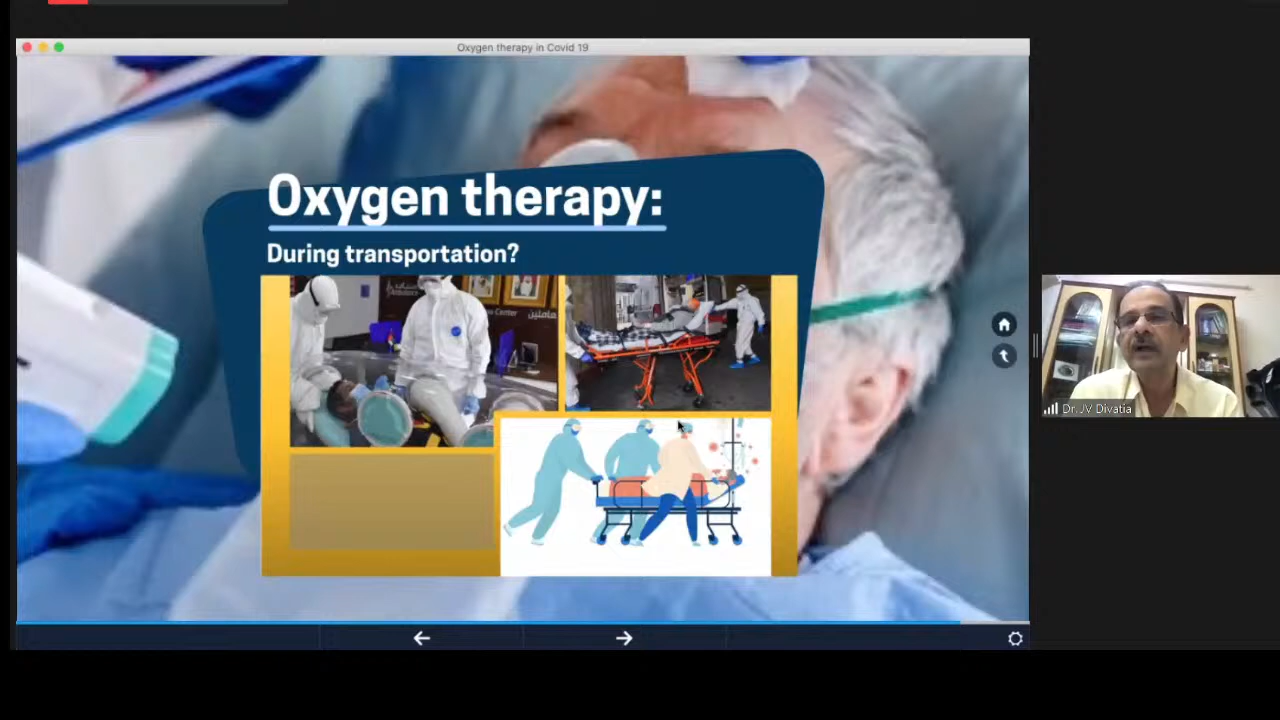 Oxygen therapy in Covid 19
Oxygen therapy:
During transportation?
Dr. JV Divatia